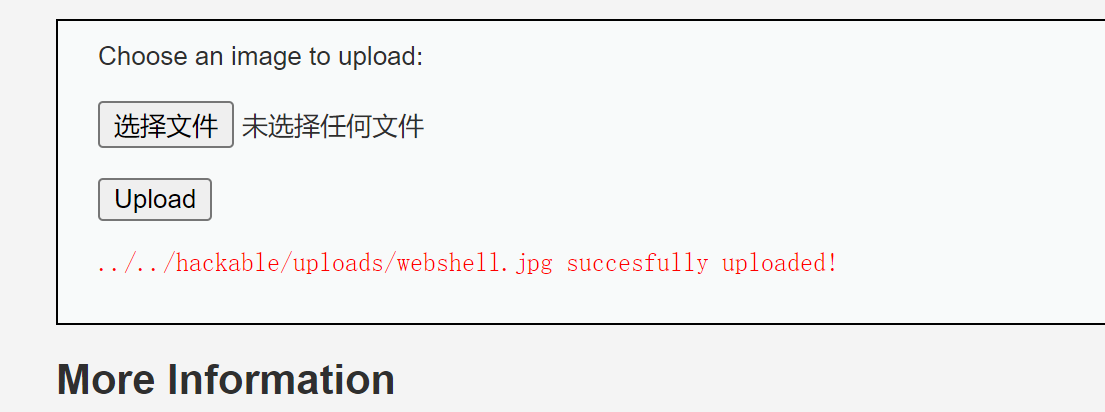 Choose an image to upload:
选择文件 未选择任何文件
Upload
../../hackable/uploads/webshell.jpg succesfully uploaded!
More Information